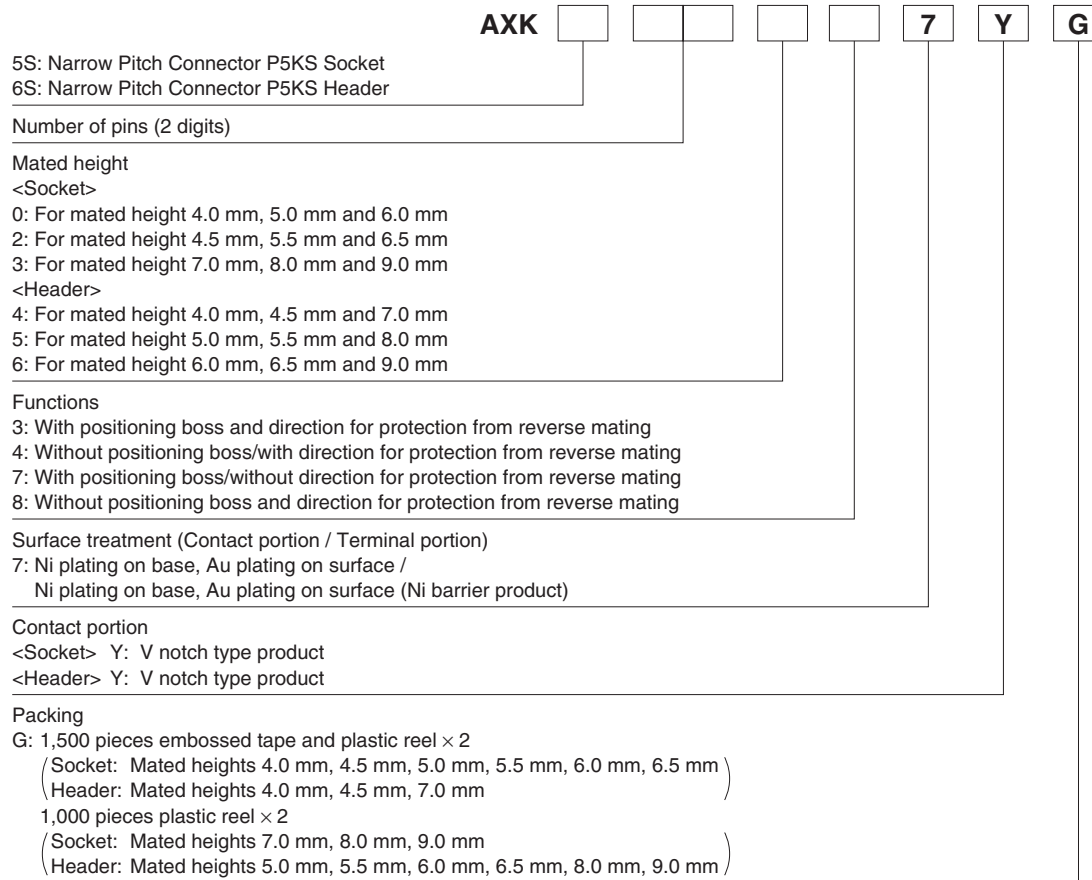 AXK 7 Y G
5S: Narrow Pitch Connector P5KS Socket
6S: Narrow Pitch Connector P5KS Header
Number of pins (2 digits)
Mated height
<Socket>
0: For mated height 4.0 mm, 5.0 mm and 6.0 mm
2: For mated height 4.5 mm, 5.5 mm and 6.5 mm
3: For mated height 7.0 mm, 8.0 mm and 9.0 mm
<Header>
4: For mated height 4.0 mm, 4.5 mm and 7.0 mm
5: For mated height 5.0 mm, 5.5 mm and 8.0 mm
6: For mated height 6.0 mm, 6.5 mm and 9.0 mm
Functions
3: With positioning boss and direction for protection from reverse mating
4: Without positioning boss/with direction for protection from reverse mating
7: With positioning boss/without direction for protection from reverse mating
8: Without positioning boss and direction for protection from reverse mating
Surface treatment (Contact portion / Terminal portion)
7: Ni plating on base, Au plating on surface /
Ni plating on base, Au plating on surface (Ni barrier product)
Contact portion
<Socket> Y: V notch type product
<Header> Y: V notch type product
Packing
G: 1,500 pieces embossed tape and plastic reel × 2
(Socket: Mated heights 4.0 mm, 4.5 mm, 5.0 mm, 5.5 mm, 6.0 mm, 6.5 mm
Header: Mated heights 4.0 mm, 4.5 mm, 7.0 mm)
1,000 pieces plastic reel × 2
(Socket: Mated heights 7.0 mm, 8.0 mm, 9.0 mm
Header: Mated heights 5.0 mm, 5.5 mm, 6.0 mm, 6.5 mm, 8.0 mm, 9.0 mm)